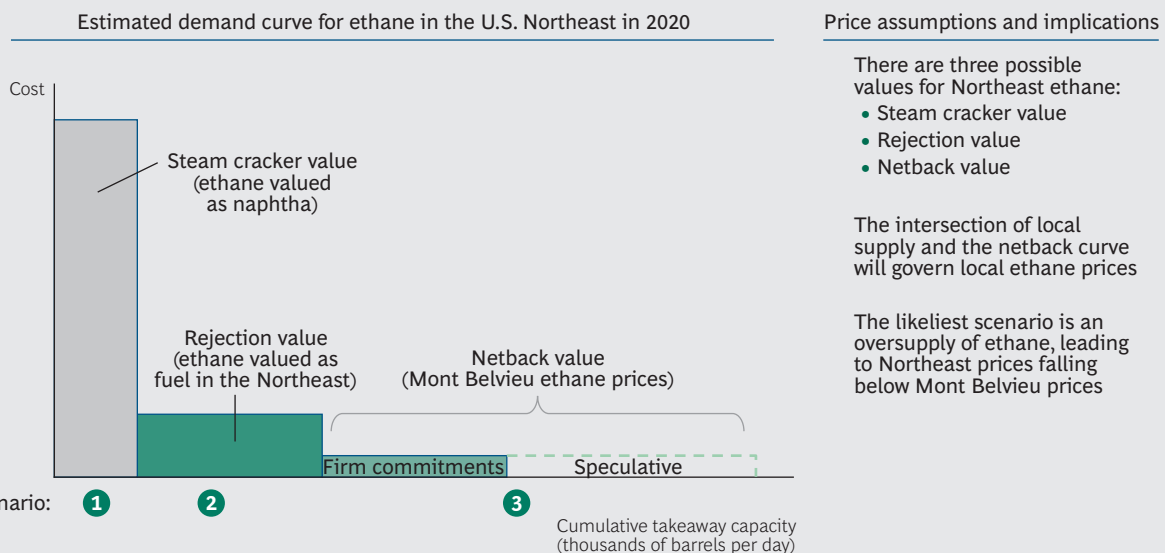 Estimated demand curve for ethane in the U.S. Northeast in 2020
Cost
Steam cracker value
(ethane valued
as naphtha)
Rejection value
(ethane valued as
fuel in the Northeast)
Netback value
(Mont Belvieu ethane prices)
Firm commitments
Speculative
nario:
1
2
3
Cumulative takeaway capacity
(thousands of barrels per day)
Price assumptions and implications
There are three possible
values for Northeast ethane:
• Steam cracker value
• Rejection value
• Netback value
The intersection of local
supply and the netback curve
will govern local ethane prices
The likeliest scenario is an
oversupply of ethane, leading
to Northeast prices falling
below Mont Belvieu prices